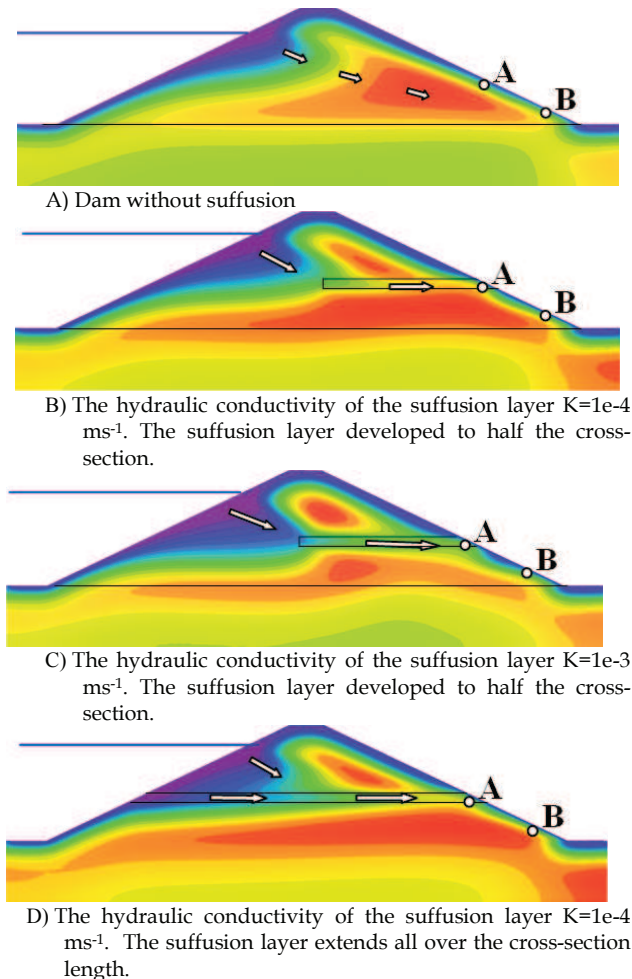 A
B
A) Dam without suffusion
A
B
B) The hydraulic conductivity of the suffusion layer K=1e-4
ms-1. The suffusion layer developed to half the cross-
section.
A
B
C) The hydraulic conductivity of the suffusion layer K=1e-3
ms-1. The suffusion layer developed to half the cross-
section.
A
B
D) The hydraulic conductivity of the suffusion layer K=1e-4
ms-1. The suffusion layer extends all over the cross-section
length.